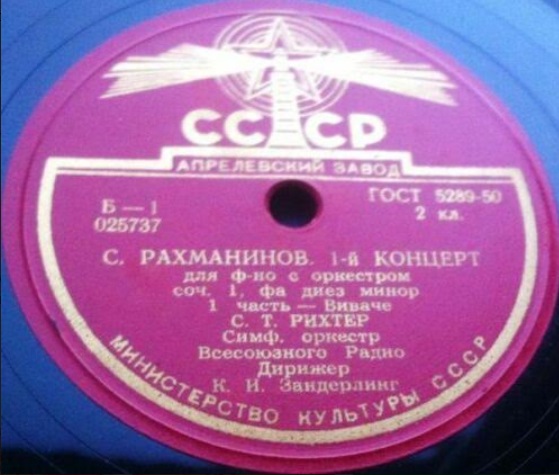 СССР
АПРЕЛЕВСКИЙ ЗАВОД
Б — 1
025737
ГОСТ 5289-50
2 кл.
С. РАХМАНИНОВ. 1-й КОНЦЕРТ
для ф-но с оркестром
соч. 1, фа диез минор
1 часть — Виваче
С. Т. РИХТЕР
Симф. оркестр
Всесоюзного Радио
Дирижер
К. И. Зандерлинг
МИНИСТЕРСТВО КУЛЬТУРЫ СССР